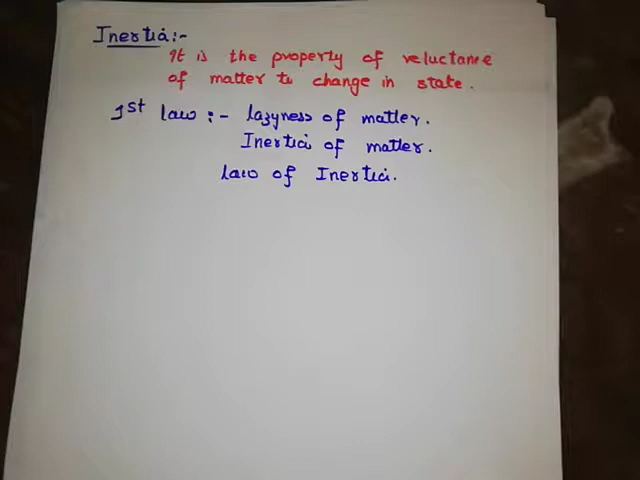 Inertia:-
It is the property of reluctance
of matter to change in state.
1st law :- lazyness of matter.
Inertia of matter.
law of Inertia.